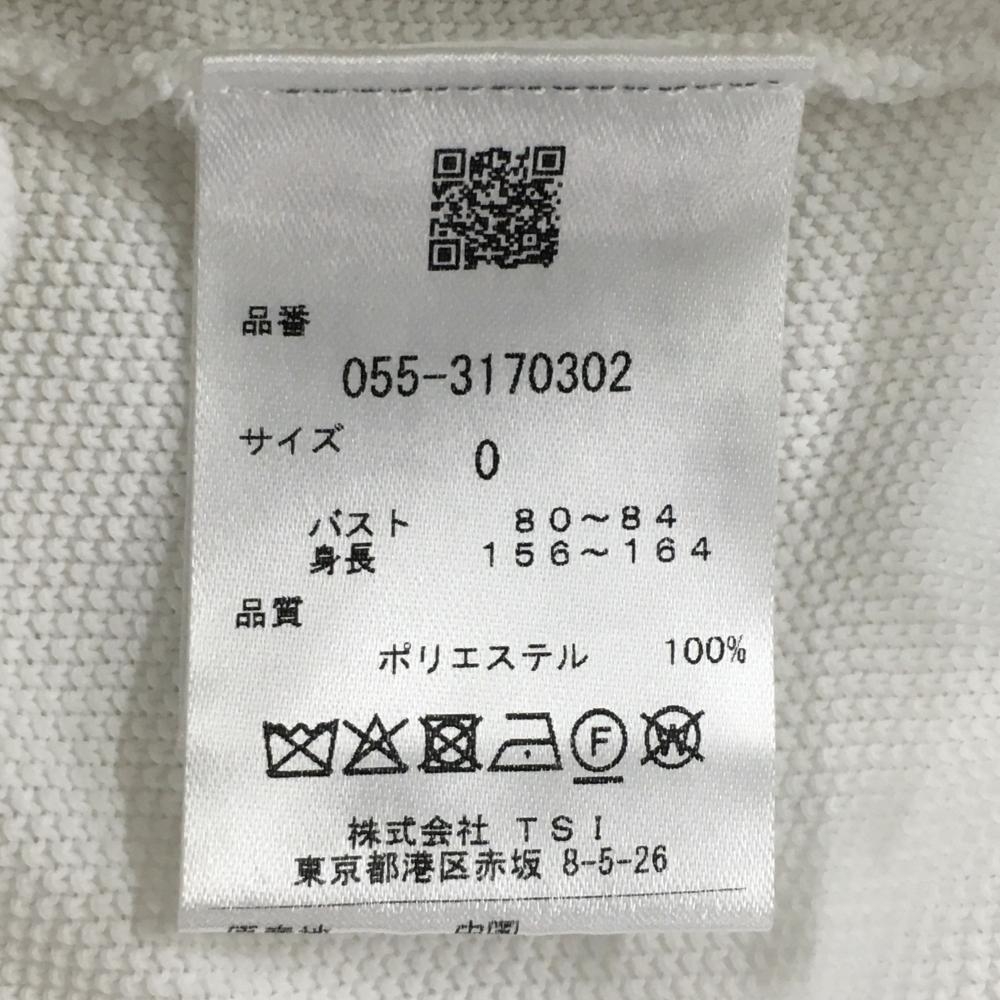 品番
055-3170302
サイズ 0
バスト 80～84
身長 156～164
品質
ポリエステル 100%
F W
株式会社 TSI
東京都港区赤坂 8-5-26